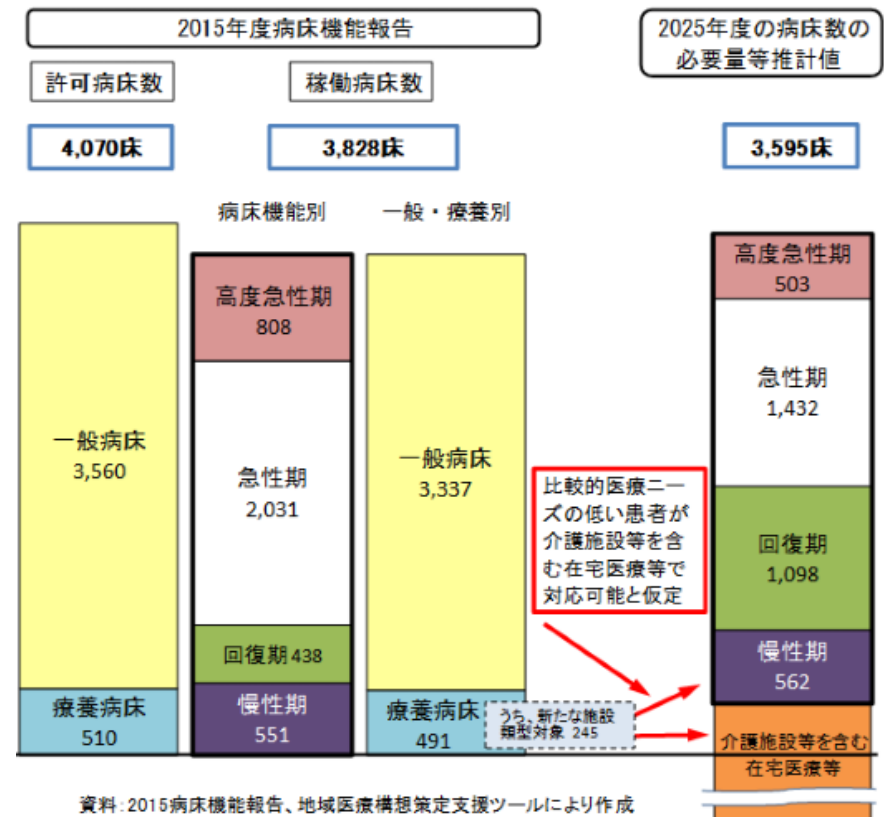 2015年度病床機能報告
2025年度の病床数の
必要量等推計値
許可病床数
稼働病床数
4,070床
3,828床
3,595床
病床機能別
一般・療養別
一般病床
3,560
療養病床
510
高度急性期
808
急性期
2,031
回復期438
慢性期
551
一般病床
3,337
療養病床
491
うち、新たな施設
類型対象 245
比較的医療ニー
ズの低い患者が
介護施設等を含
む在宅医療等で
対応可能と仮定
高度急性期
503
急性期
1,432
回復期
1,098
慢性期
562
介護施設等を含む
在宅医療等
資料：2015病床機能報告、地域医療構想策定支援ツールにより作成